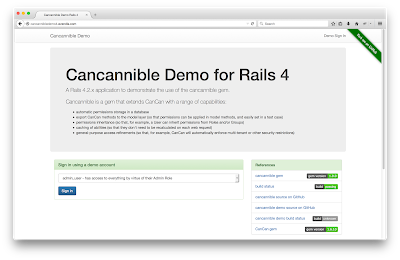 Cancannible Demo Rails 4
cancannibledemo4.evendis.com
Search
Cancannible Demo
Demo Sign in
Fork me on GitHub
Cancannible Demo for Rails 4
A Rails 4.2.x application to demonstrate the use of the cancannible gem.
Cancannible is a gem that extends CanCan with a range of capabilities:
automatic permissions storage in a database
export CanCan methods to the model layer (so that permissions can be applied in model methods, and easily set in a test case)
permissions inheritance (so that, for example, a User can inherit permissions from Roles and/or Groups)
caching of abilities (so that they don't need to be recalculated on each web request)
general-purpose access refinements (so that, for example, CanCan will automatically enforce multi-tenant or other security restrictions)
Sign in using a demo account
admin_user - has access to everything by virtue of their Admin Role
Sign in
References
cancannible gem
gem version
build status
build passing
cancannible source on GitHub
cancannible demo source on GitHub
cancannible demo build status
build unknown
CanCan gem
gem version 1.6.10